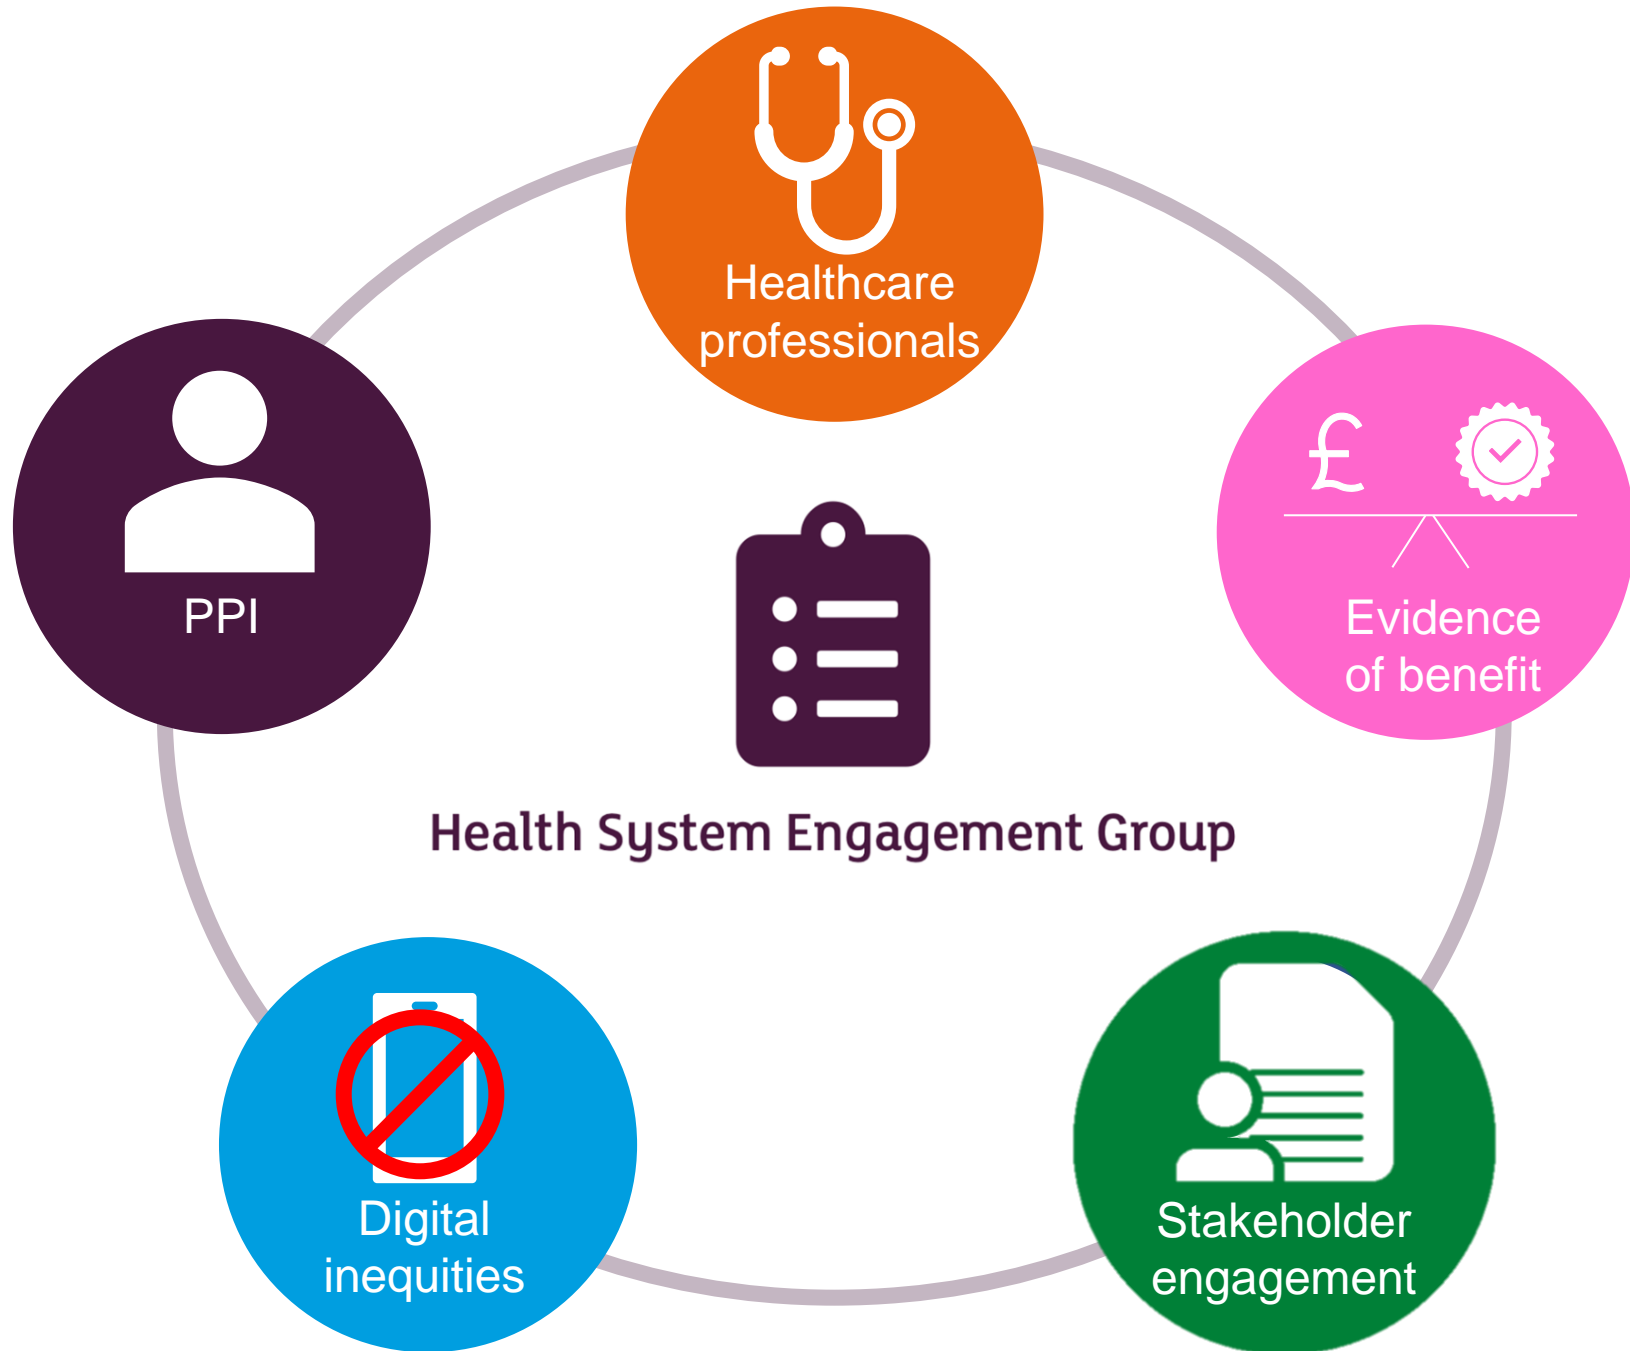 Healthcare
professionals
PPI
£
Evidence
of benefit
Health System Engagement Group
Digital
inequities
Stakeholder
engagement